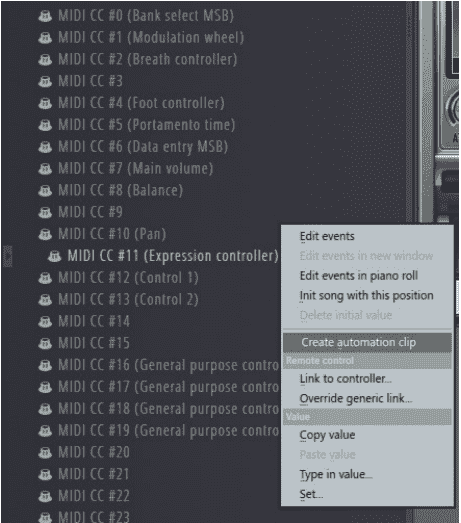 MIDI CC #0 (Bank select MSB)
MIDI CC #1 (Modulation wheel)
MIDI CC #2 (Breath controller)
MIDI CC #3
MIDI CC #4 (Foot controller)
MIDI CC #5 (Portamento time)
MIDI CC #6 (Data entry MSB)
MIDI CC #7 (Main volume)
MIDI CC #8 (Balance)
MIDI CC #9
MIDI CC #10 (Pan)
MIDI CC #11 (Expression controller)
MIDI CC #12 (Control 1)
MIDI CC #13 (Control 2)
MIDI CC #14
MIDI CC #15
MIDI CC #16 (General purpose contro
MIDI CC #17 (General purpose contro
MIDI CC #18 (General purpose contro
MIDI CC #19 (General purpose contro
MIDI CC #20
MIDI CC #21
MIDI CC #22
MIDI CC #23
Edit events
Edit events in new window
Edit events in piano roll
Init song with this position
Delete initial value
Create automation clip
Remote control
Link to controller...
Override generic link...
Value
Copy value
Paste value
Type in value...
Set...